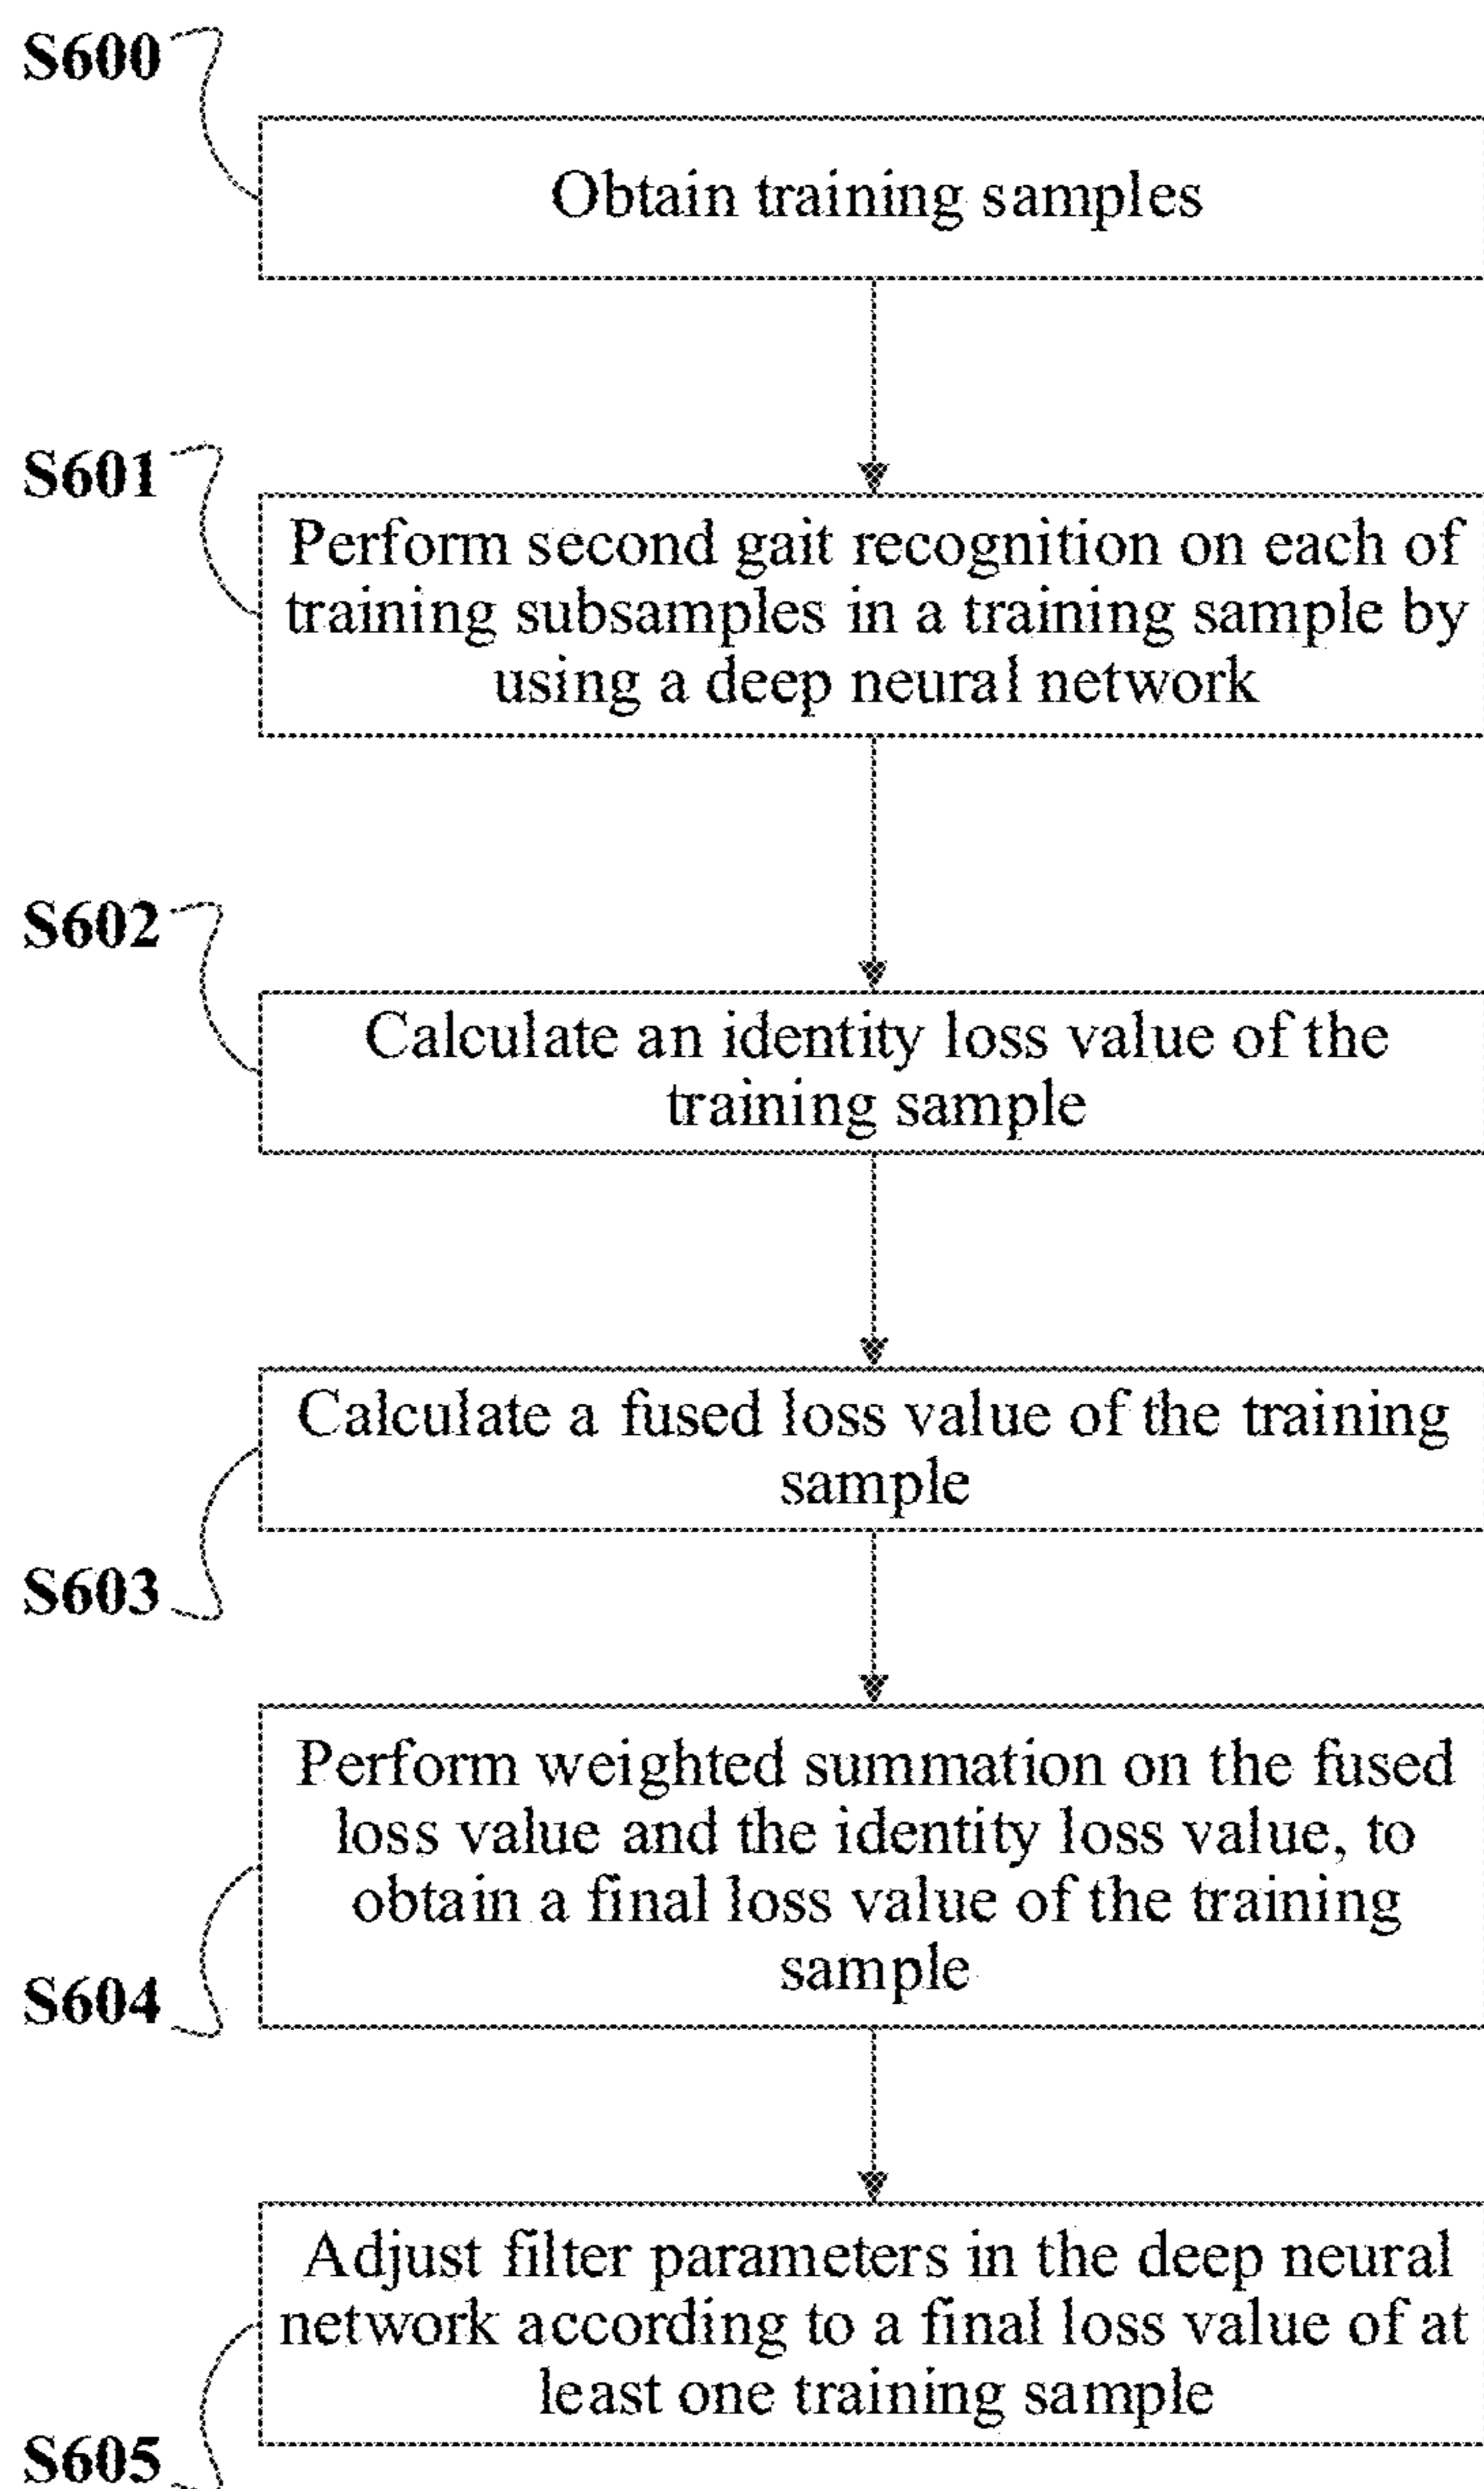 S600
Obtain training samples
S601
Perform second gait recognition on each of
training subsamples in a training sample by
using a deep neural network
S602
Calculate an identity loss value of the
training sample
Calculate a fused loss value of the training
sample
S603
Perform weighted summation on the fused
loss value and the identity loss value, to
obtain a final loss value of the training
sample
S604
Adjust filter parameters in the deep neural
network according to a final loss value of at
least one training sample
S605